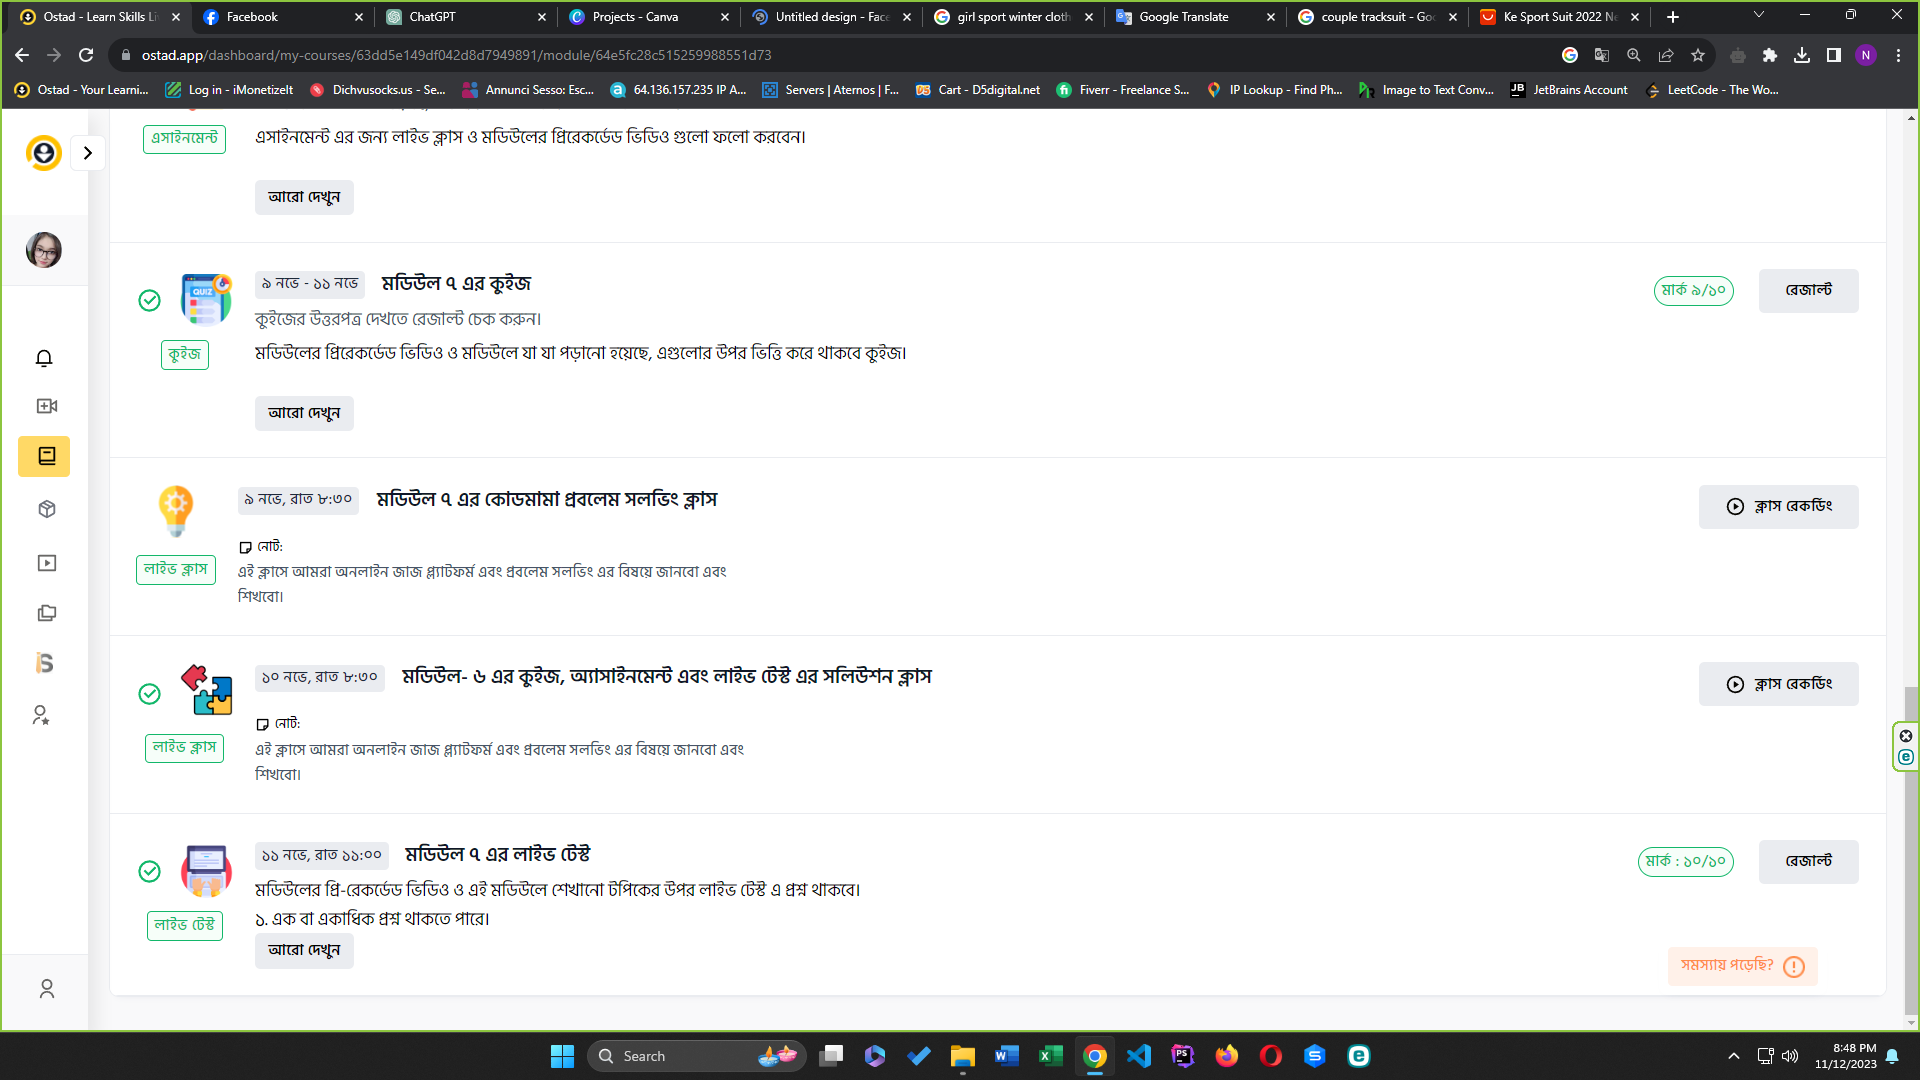 Ostad - Learn Skills Li
Facebook
ChatGPT
Projects - Canva
Untitled design - Face
girl sport winter cloth
Google Translate
couple tracksuit - Goo
Ke Sport Suit 2022 Ne
ostad.app/dashboard/my-courses/63dd5e149df042d8d7949891/module/64e5fc28c515259988551d73
N
Ostad - Your Learni...
Log in - iMonetizeIt
Dichvusocks.us - Se...
Annunci Sesso: Esc...
64.136.157.235 IP A...
Servers | Aternos | F...
Cart - D5digital.net
Fiverr - Freelance S...
IP Lookup - Find Ph...
Image to Text Conv...
JetBrains Account
LeetCode - The Wo...
এসাইনমেন্ট
এসাইনমেন্ট এর জন্য লাইভ ক্লাস ও মডিউলের প্রিরেকর্ডেড ভিডিও গুলো ফলো করবেন।
আরো দেখুন
QUIZ
৯ নভে - ১১ নভে
মডিউল ৭ এর কুইজ
মার্ক ৯/১০
রেজাল্ট
কুইজের উত্তরপত্র দেখতে রেজাল্ট চেক করুন।
কুইজ
মডিউলের প্রিরেকর্ডেড ভিডিও ও মডিউলে যা যা পড়ানো হয়েছে, এগুলোর উপর ভিত্তি করে থাকবে কুইজ।
আরো দেখুন
৯ নভে, রাত ৮:৩০
মডিউল ৭ এর কোডমামা প্রবলেম সলভিং ক্লাস
ক্লাস রেকর্ডিং
নোট:
লাইভ ক্লাস
এই ক্লাসে আমরা অনলাইন জাজ প্ল্যাটফর্ম এবং প্রবলেম সলভিং এর বিষয়ে জানবো এবং
শিখবো।
১০ নভে, রাত ৮:৩০
মডিউল- ৬ এর কুইজ, অ্যাসাইনমেন্ট এবং লাইভ টেস্ট এর সলিউশন ক্লাস
ক্লাস রেকর্ডিং
নোট:
লাইভ ক্লাস
এই ক্লাসে আমরা অনলাইন জাজ প্ল্যাটফর্ম এবং প্রবলেম সলভিং এর বিষয়ে জানবো এবং
শিখবো।
১১ নভে, রাত ১১:০০
মডিউল ৭ এর লাইভ টেস্ট
মার্ক : ১০/১০
রেজাল্ট
মডিউলের প্রি-রেকর্ডেড ভিডিও ও এই মডিউলে শেখানো টপিকের উপর লাইভ টেস্ট এ প্রশ্ন থাকবে।
লাইভ টেস্ট
১. এক বা একাধিক প্রশ্ন থাকতে পারে।
আরো দেখুন
সমস্যায় পড়েছি?
Search
8:48 PM
11/12/2023